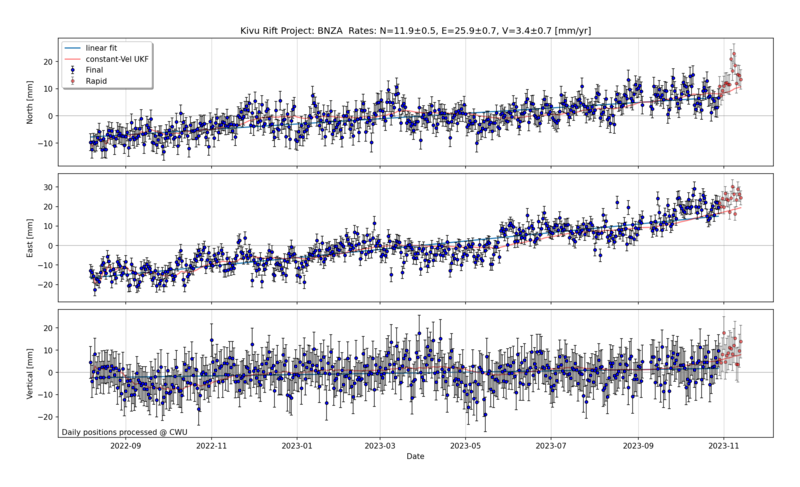 Kivu Rift Project: BNZA  Rates: N=11.9±0.5, E=25.9±0.7, V=3.4±0.7 [mm/yr]
linear fit
constant-Vel UKF
Final
Rapid
North [mm]
20
10
0
−10
East [mm]
30
20
10
0
−10
−20
Vertical [mm]
20
10
0
−10
−20
Daily positions processed @ CWU
2022-09
2022-11
2023-01
2023-03
2023-05
2023-07
2023-09
2023-11
Date